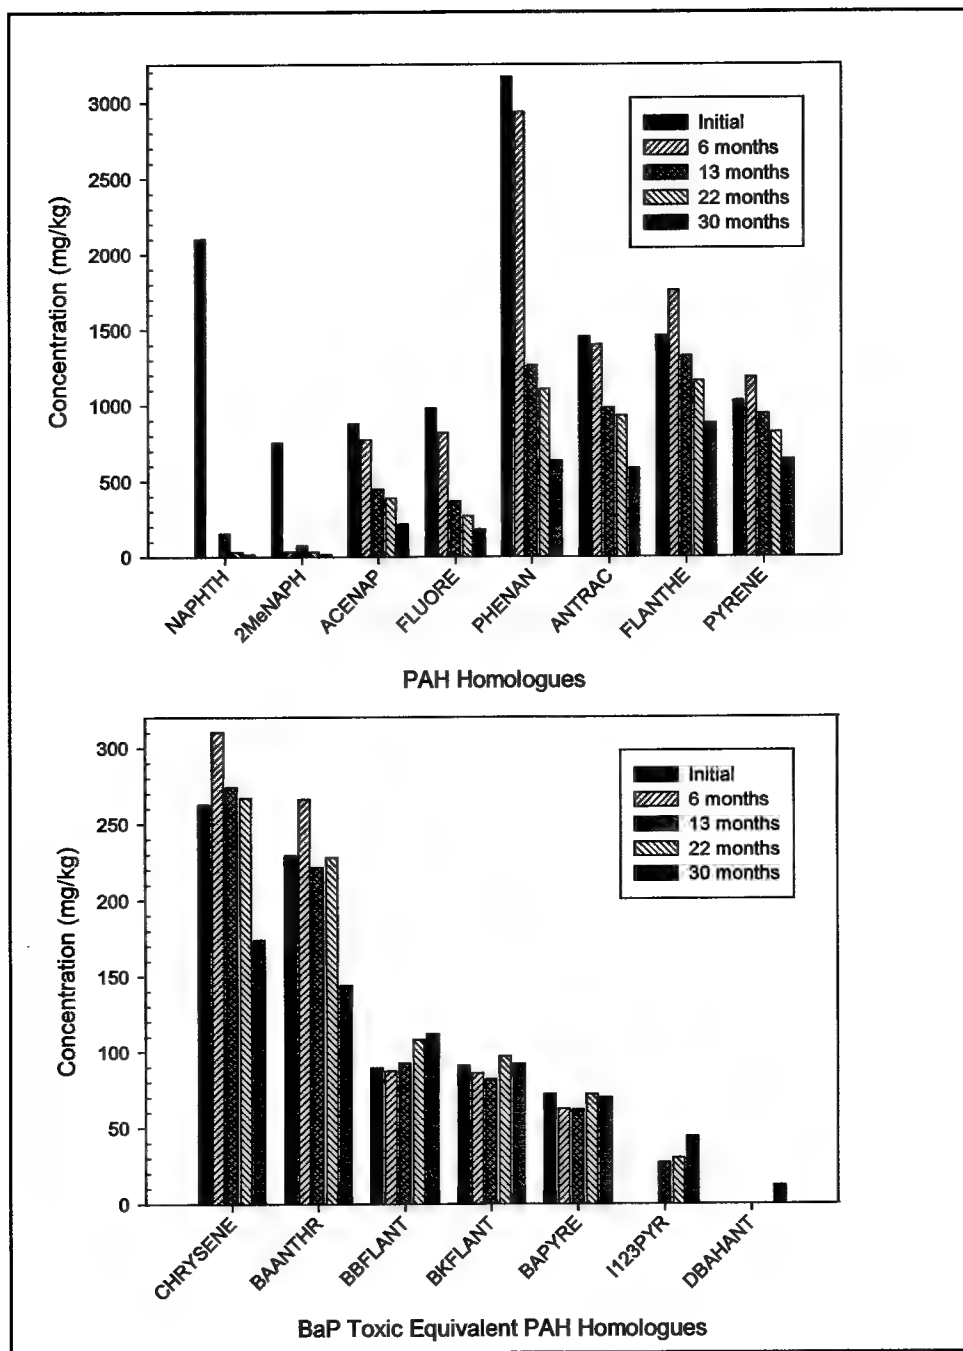 Concentration (mg/kg)
3000
2500
2000
1500
1000
500
0
Initial
6 months
13 months
22 months
30 months
NAPHTH
2MeNAPH
ACENAP
FLUORE
PHENAN
ANTRAC
FLANTHE
PYRENE
PAH Homologues
Concentration (mg/kg)
300
250
200
150
100
50
0
Initial
6 months
13 months
22 months
30 months
CHRYSENE
BAANTHR
BBFLANT
BKFLANT
BAPYRE
I123PYR
DBAHANT
BaP Toxic Equivalent PAH Homologues